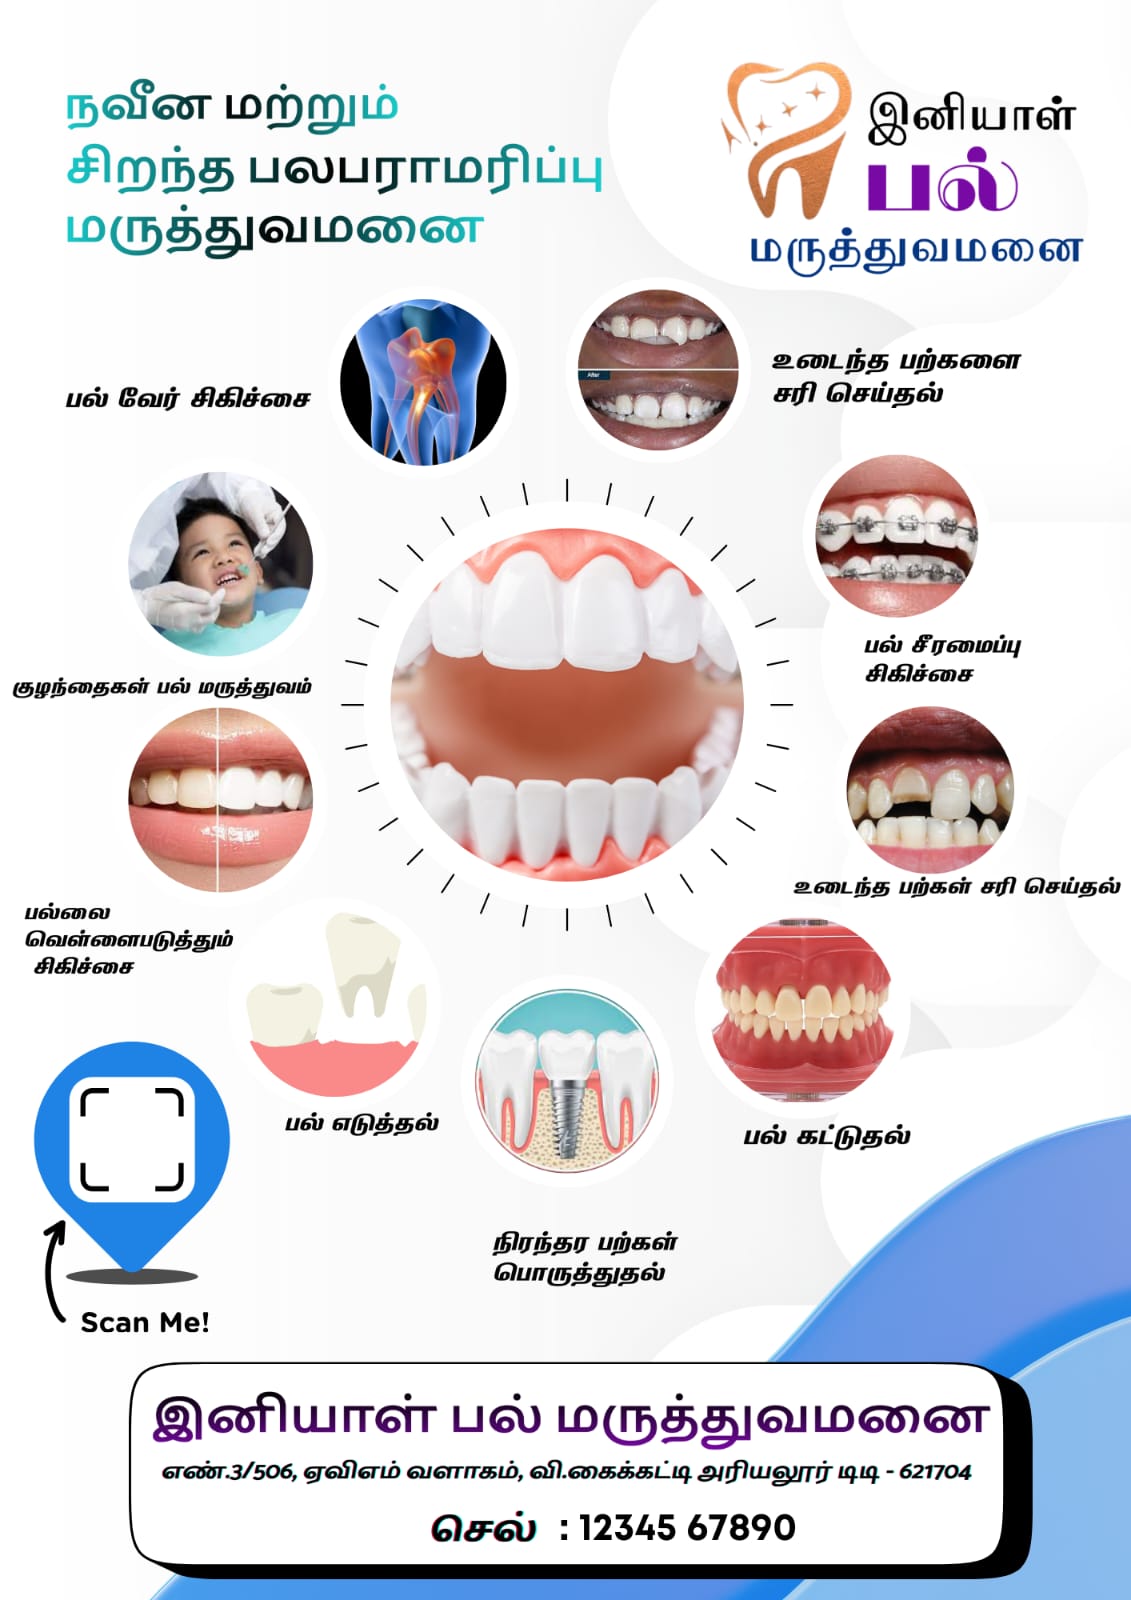 நவீன மற்றும்
சிறந்த பலபராமரிப்பு
மருத்துவமனை
இனியாள்
பல்
மருத்துவமனை
பல் வேர் சிகிச்சை
After
உடைந்த பற்களை
சரி செய்தல்
குழந்தைகள் பல் மருத்துவம்
பல் சீரமைப்பு
சிகிச்சை
பல்லை
வெள்ளைபடுத்தும்
சிகிச்சை
உடைந்த பற்கள் சரி செய்தல்
பல் எடுத்தல்
பல் கட்டுதல்
நிரந்தர பற்கள்
பொருத்துதல்
Scan Me!
இனியாள் பல் மருத்துவமனை
எண்.3/506, ஏவிஎம் வளாகம், வி.கைக்கட்டி அரியலூர் டிடி - 621704
செல் : 12345 67890